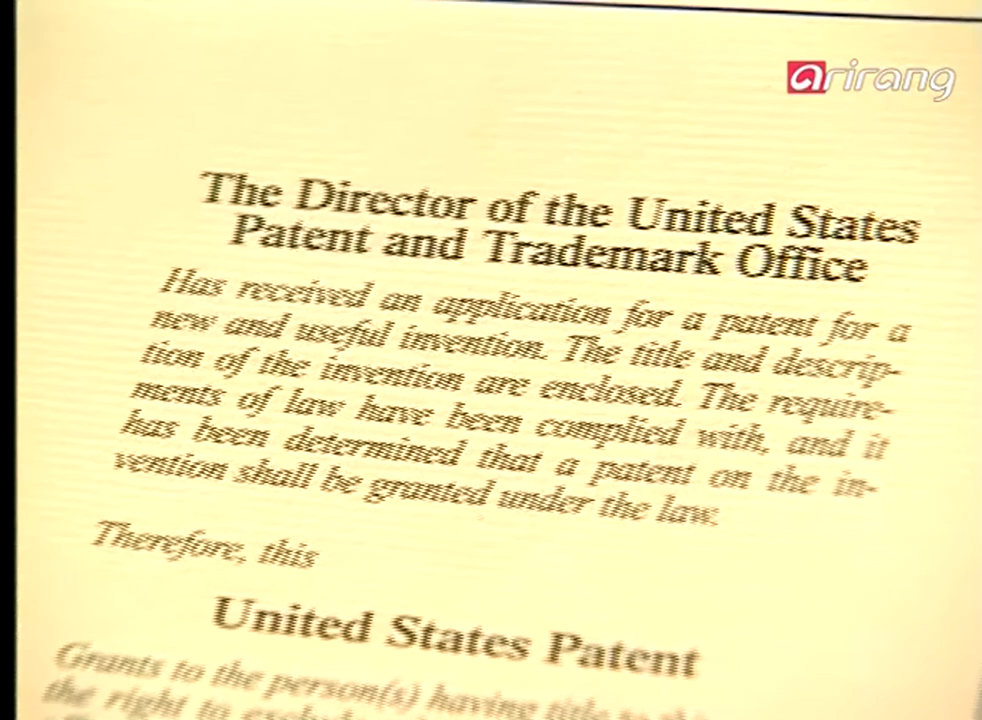 arirang
The Director of the United States
Patent and Trademark Office
Has received an application for a patent for a
new and useful invention. The title and descrip-
tion of the invention are enclosed. The require-
ments of law have been complied with, and it
has been determined that a patent on the in-
vention shall be granted under the law.
Therefore, this
United States Patent
Grants to the person(s) having title to
the right to